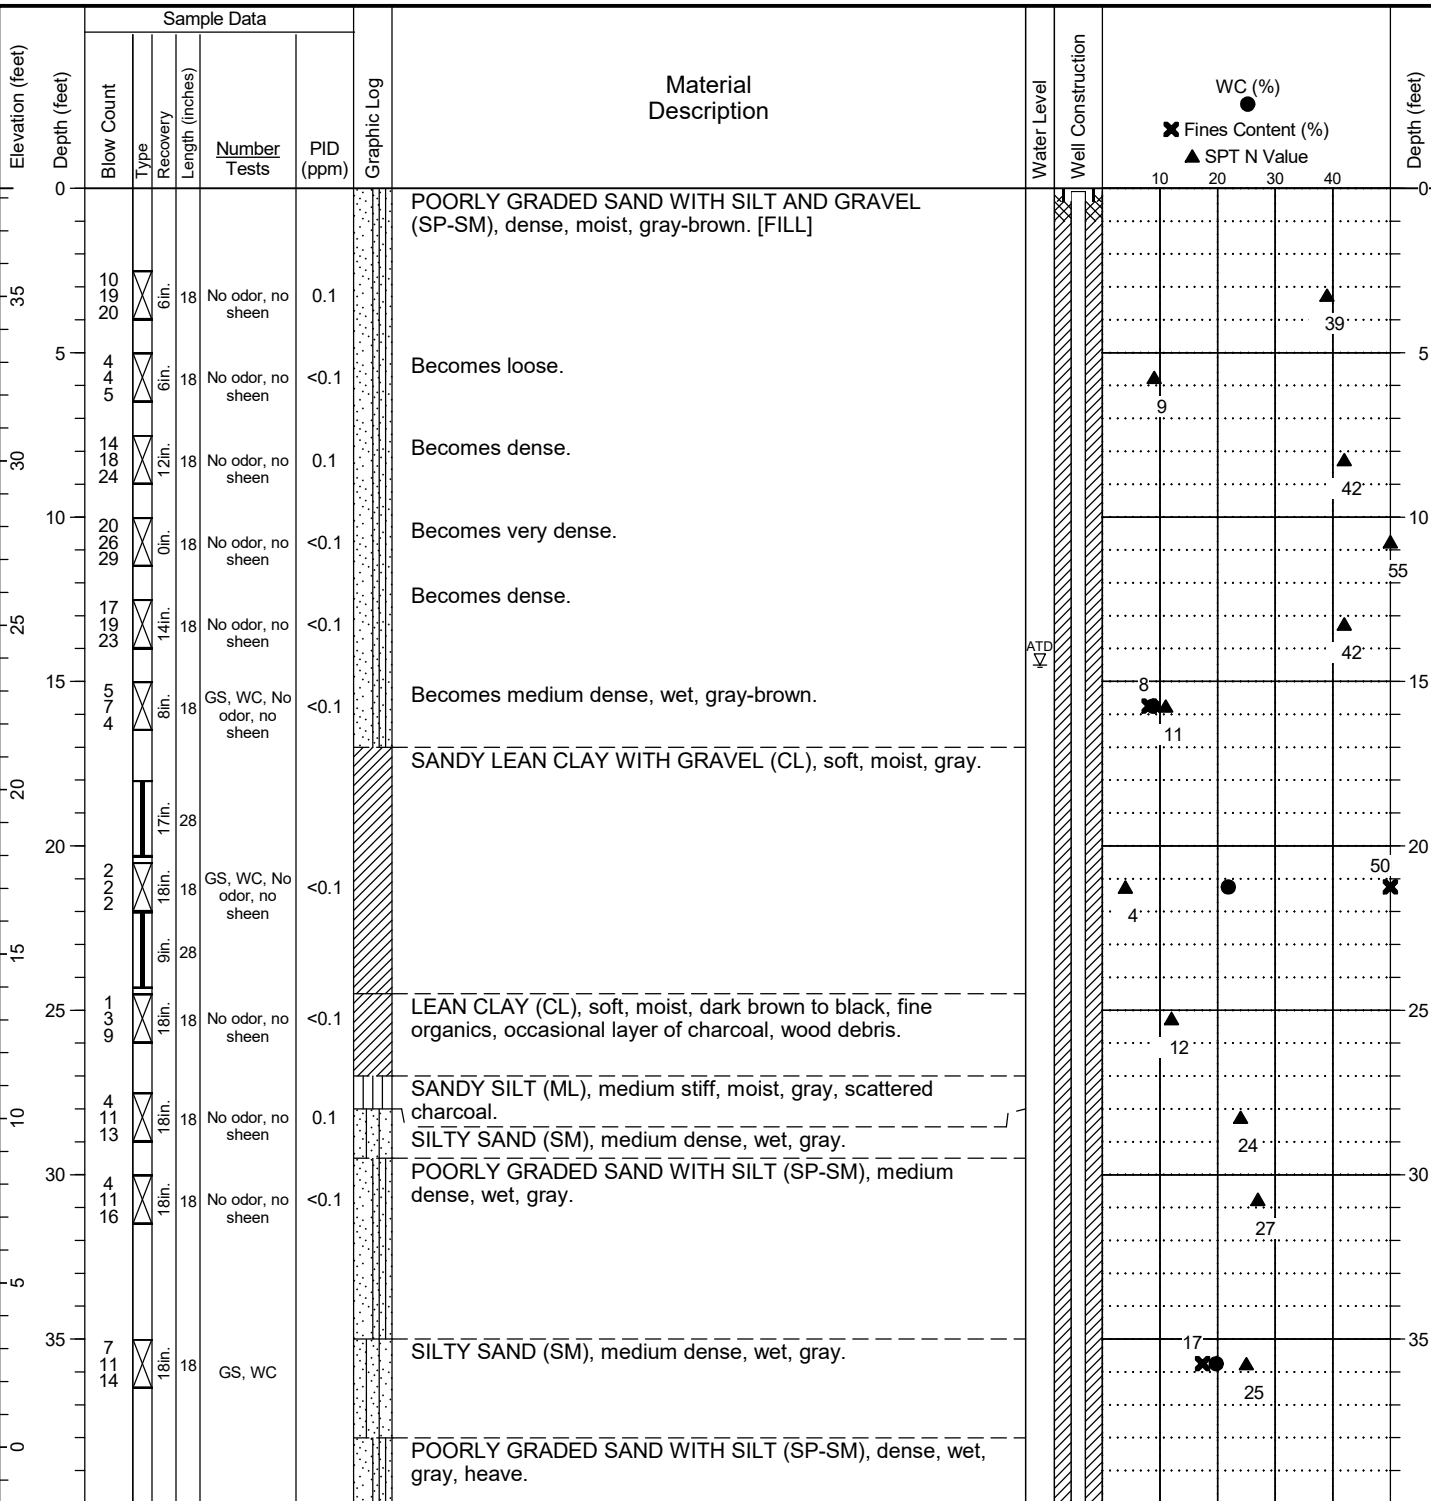 Sample Data
Elevation (feet)
Depth (feet)
Blow Count
Type
Recovery
Length (inches)
Number
Tests
PID
(ppm)
Graphic Log
Material
Description
Water Level
Well Construction
WC (%)
Fines Content (%)
SPT N Value
10 20 30 40
Depth (feet)
0
POORLY GRADED SAND WITH SILT AND GRAVEL
(SP-SM), dense, moist, gray-brown. [FILL]
0
35
10
19
20
6in.
18
No odor, no
sheen
0.1
39
5
4
4
5
6in.
18
No odor, no
sheen
<0.1
Becomes loose.
9
5
30
14
18
24
12in.
18
No odor, no
sheen
0.1
Becomes dense.
42
10
20
26
29
0in.
18
No odor, no
sheen
<0.1
Becomes very dense.
55
10
25
17
19
23
14in.
18
No odor, no
sheen
<0.1
Becomes dense.
ATD
42
15
5
7
4
8in.
18
GS, WC, No
odor, no
sheen
<0.1
Becomes medium dense, wet, gray-brown.
8
11
15
SANDY LEAN CLAY WITH GRAVEL (CL), soft, moist, gray.
20
17in.
28
20
2
2
2
18in.
18
GS, WC, No
odor, no
sheen
<0.1
4
50
20
15
9in.
28
25
1
3
9
18in.
18
No odor, no
sheen
<0.1
LEAN CLAY (CL), soft, moist, dark brown to black, fine
organics, occasional layer of charcoal, wood debris.
12
25
SANDY SILT (ML), medium stiff, moist, gray, scattered
charcoal.
10
4
11
13
18in.
18
No odor, no
sheen
0.1
SILTY SAND (SM), medium dense, wet, gray.
24
30
4
11
16
18in.
18
No odor, no
sheen
<0.1
POORLY GRADED SAND WITH SILT (SP-SM), medium
dense, wet, gray.
27
30
5
35
7
11
14
18in.
18
GS, WC
SILTY SAND (SM), medium dense, wet, gray.
17
25
35
0
POORLY GRADED SAND WITH SILT (SP-SM), dense, wet,
gray, heave.